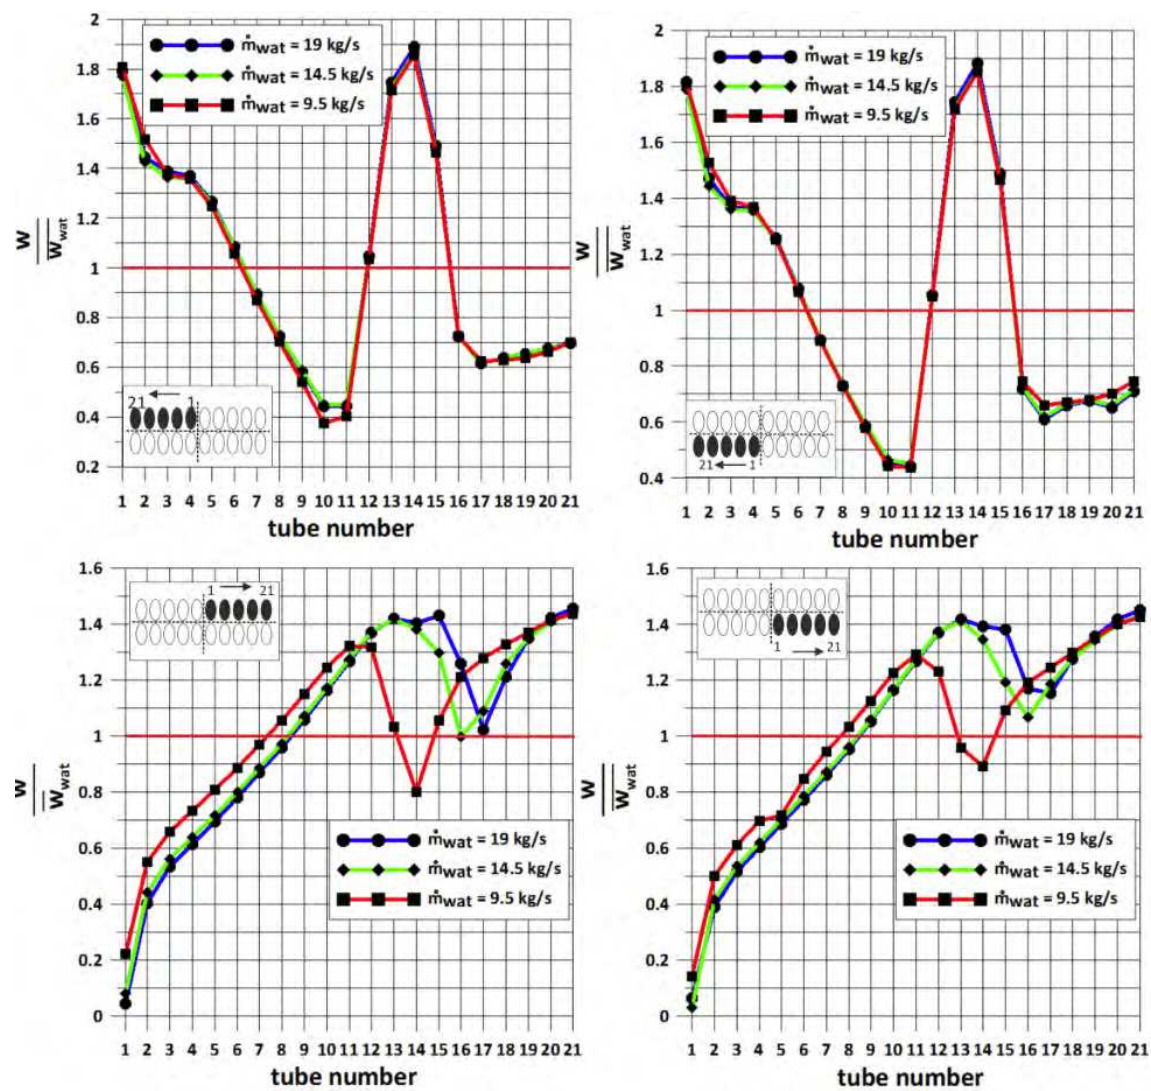 2
1.8
1.6
1.4
1.2
1
0.8
0.6
0.4
0.2
ṁwat = 19 kg/s
ṁwat = 14.5 kg/s
ṁwat = 9.5 kg/s
w
wwat
21 1
1 2 3 4 5 6 7 8 9 10 11 12 13 14 15 16 17 18 19 20 21
tube number
2
1.8
1.6
1.4
1.2
1
0.8
0.6
0.4
ṁwat = 19 kg/s
ṁwat = 14.5 kg/s
ṁwat = 9.5 kg/s
w
wwat
21 1
1 2 3 4 5 6 7 8 9 10 11 12 13 14 15 16 17 18 19 20 21
tube number
1.6
1.4
1.2
1
0.8
0.6
0.4
0.2
0
1 21
w
wwat
ṁwat = 19 kg/s
ṁwat = 14.5 kg/s
ṁwat = 9.5 kg/s
1 2 3 4 5 6 7 8 9 10 11 12 13 14 15 16 17 18 19 20 21
tube number
1.6
1.4
1.2
1
0.8
0.6
0.4
0.2
0
1 21
w
wwat
ṁwat = 19 kg/s
ṁwat = 14.5 kg/s
ṁwat = 9.5 kg/s
1 2 3 4 5 6 7 8 9 10 11 12 13 14 15 16 17 18 19 20 21
tube number